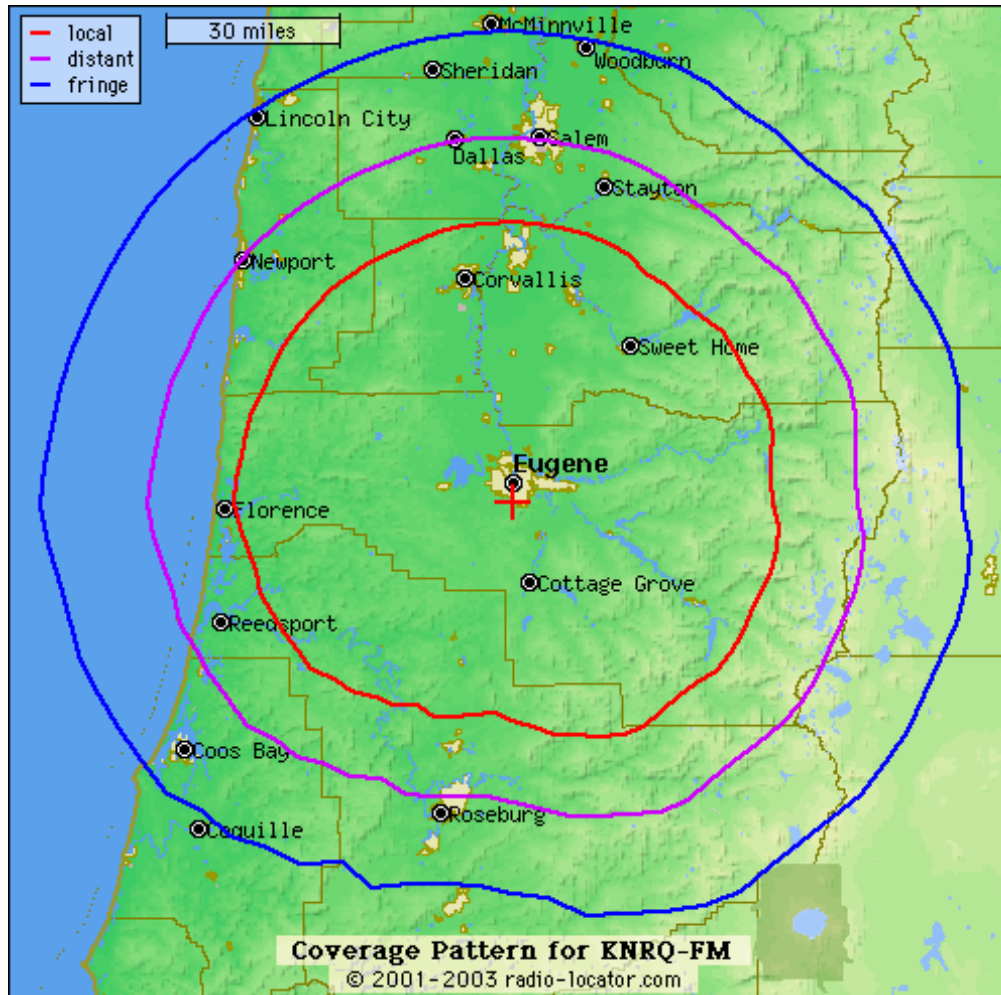 local
distant
fringe
30 miles
McMinnville
Woodburn
Sheridan
Lincoln City
Salem
Dallas
Stayton
Newport
Corvallis
Sweet Home
Eugene
Florence
Cottage Grove
Reedsport
Coos Bay
Roseburg
Coquille
Coverage Pattern for KNRQ-FM
© 2001-2003 radio-locator.com